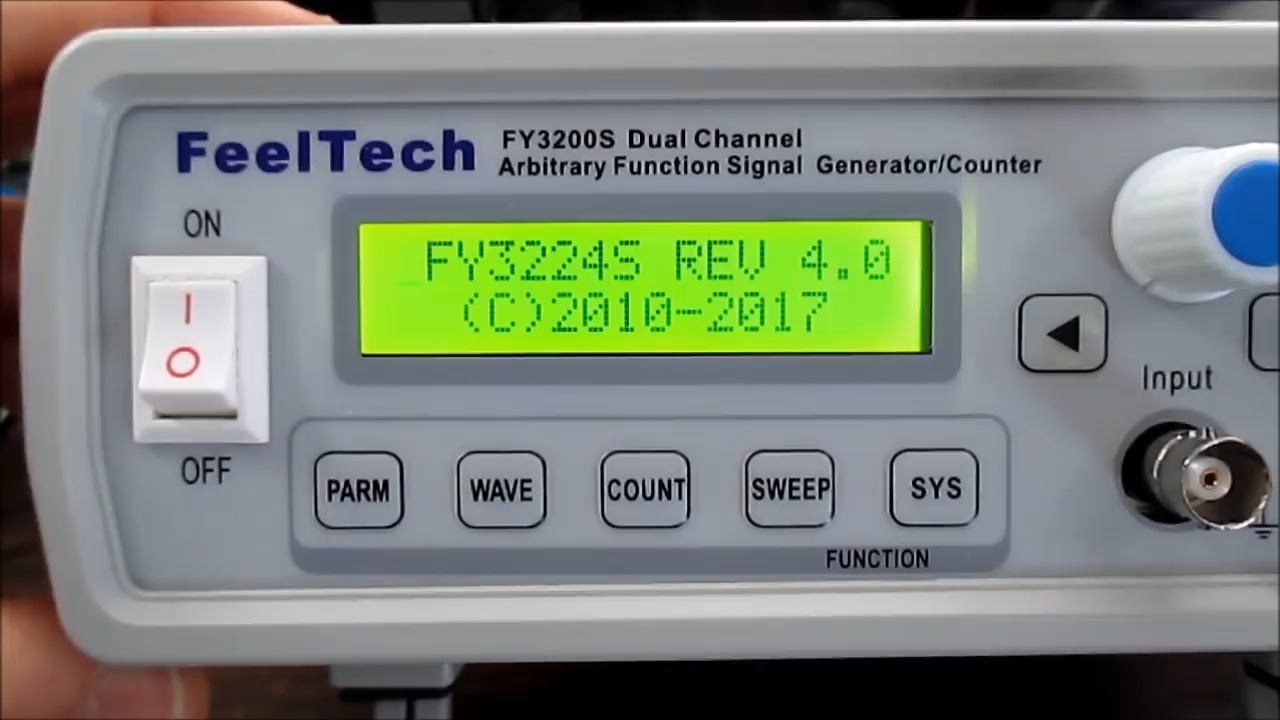 FeelTech
FY3200S Dual Channel
Arbitrary Function Signal Generator/Counter
ON
FY3224S REV 4.0
(C)2010-2017
I
O
OFF
Input
PARM
WAVE
COUNT
SWEEP
SYS
FUNCTION